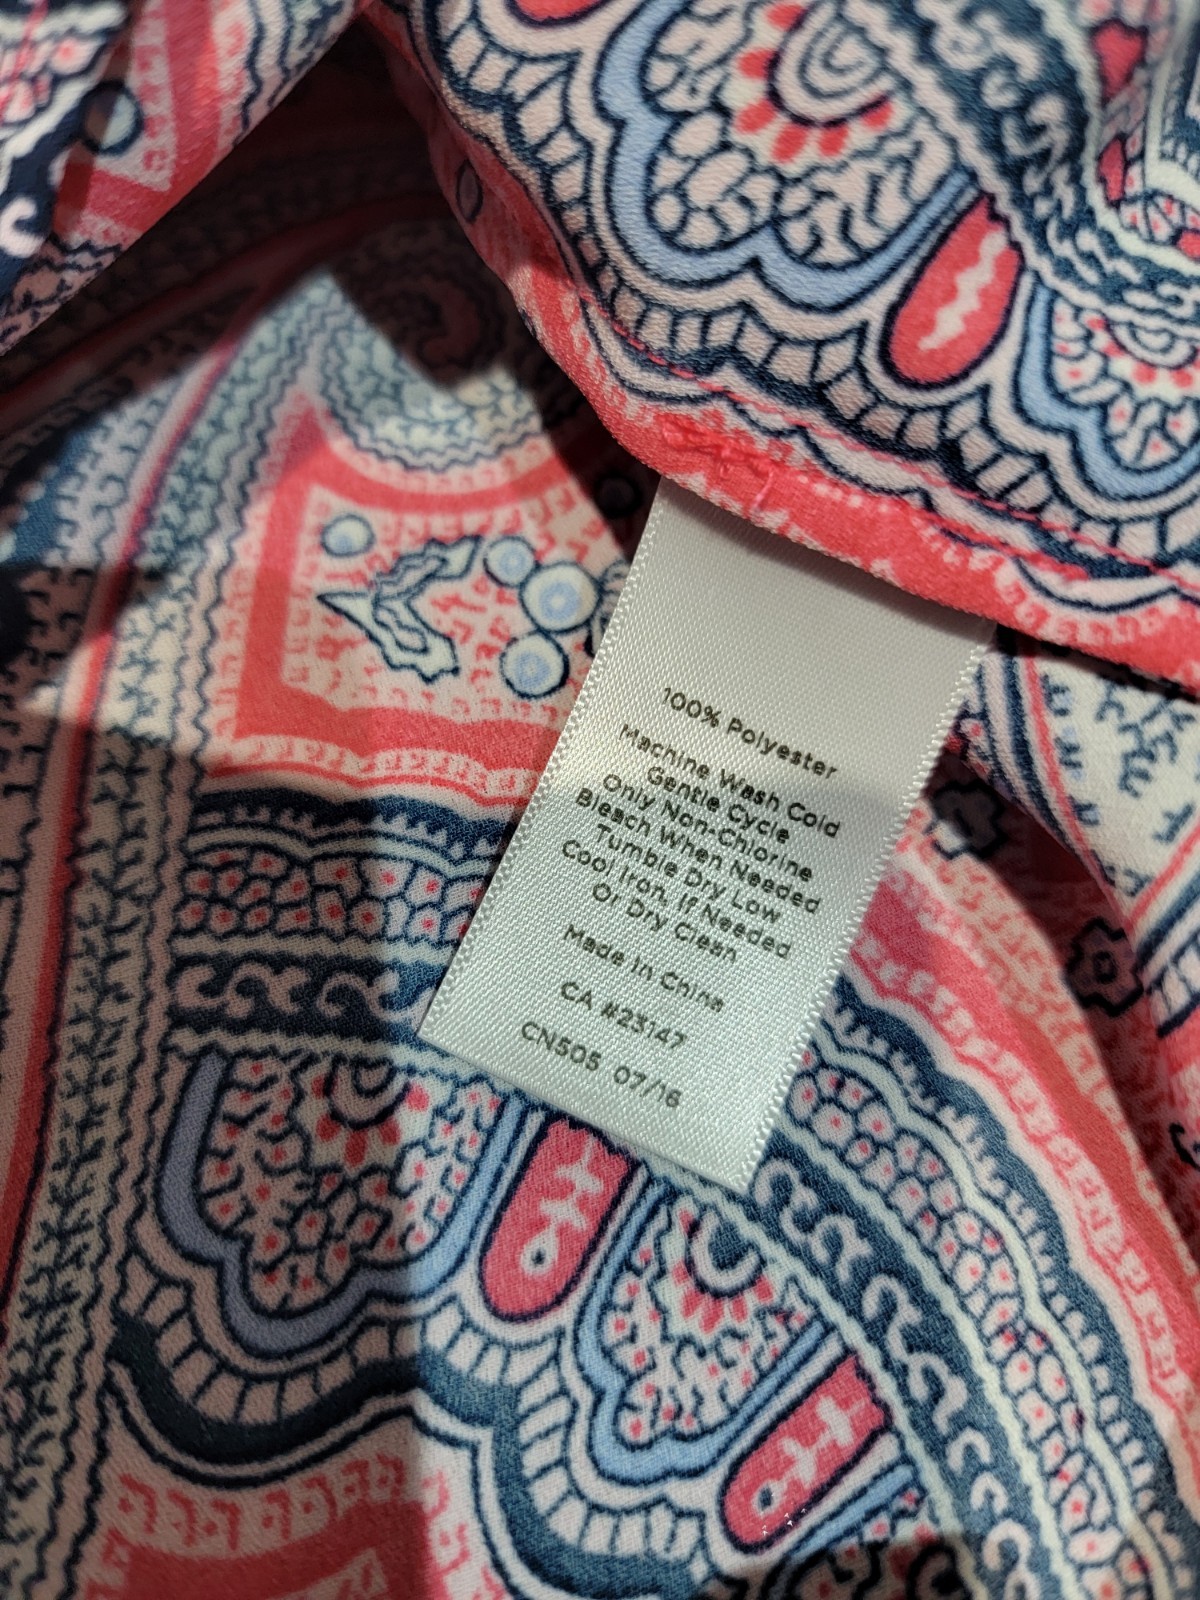 100% Polyester
Machine Wash Cold
Gentle Cycle
Only Non-Chlorine
Bleach When Needed
Tumble Dry Low
Cool Iron, If Needed
Or Dry Clean
Made In China
CA #23147
CN505 07/16